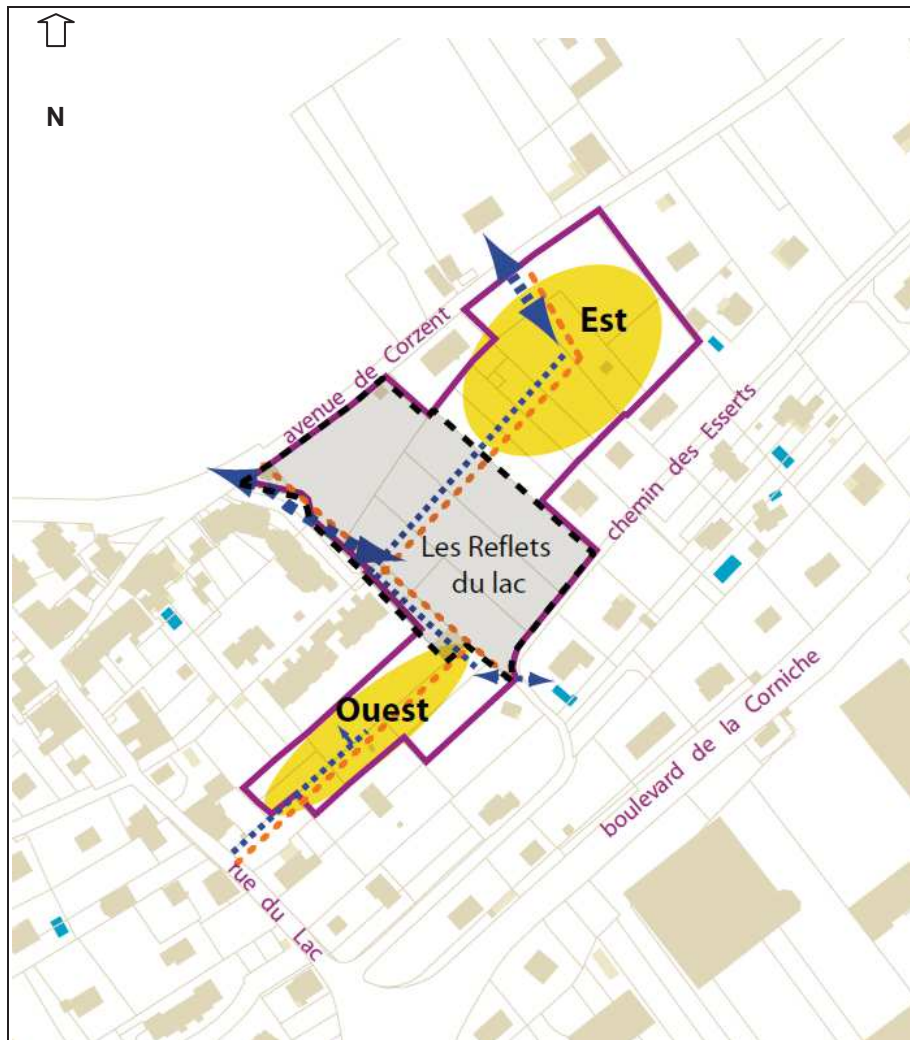 N
Est
avenue de Corzent
chemin des Esserts
Les Reflets
du lac
Ouest
boulevard de la Corniche
rue du Lac